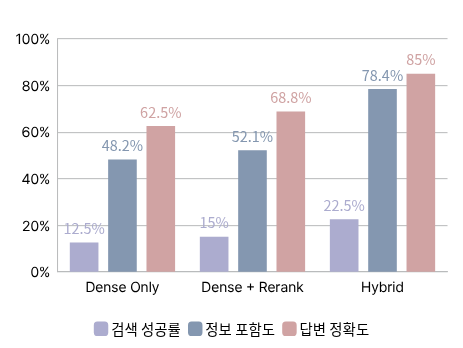 100%
80%
60%
40%
20%
0%
12.5%
48.2%
62.5%
15%
52.1%
68.8%
22.5%
78.4%
85%
Dense Only
Dense + Rerank
Hybrid
검색 성공률
정보 포함도
답변 정확도